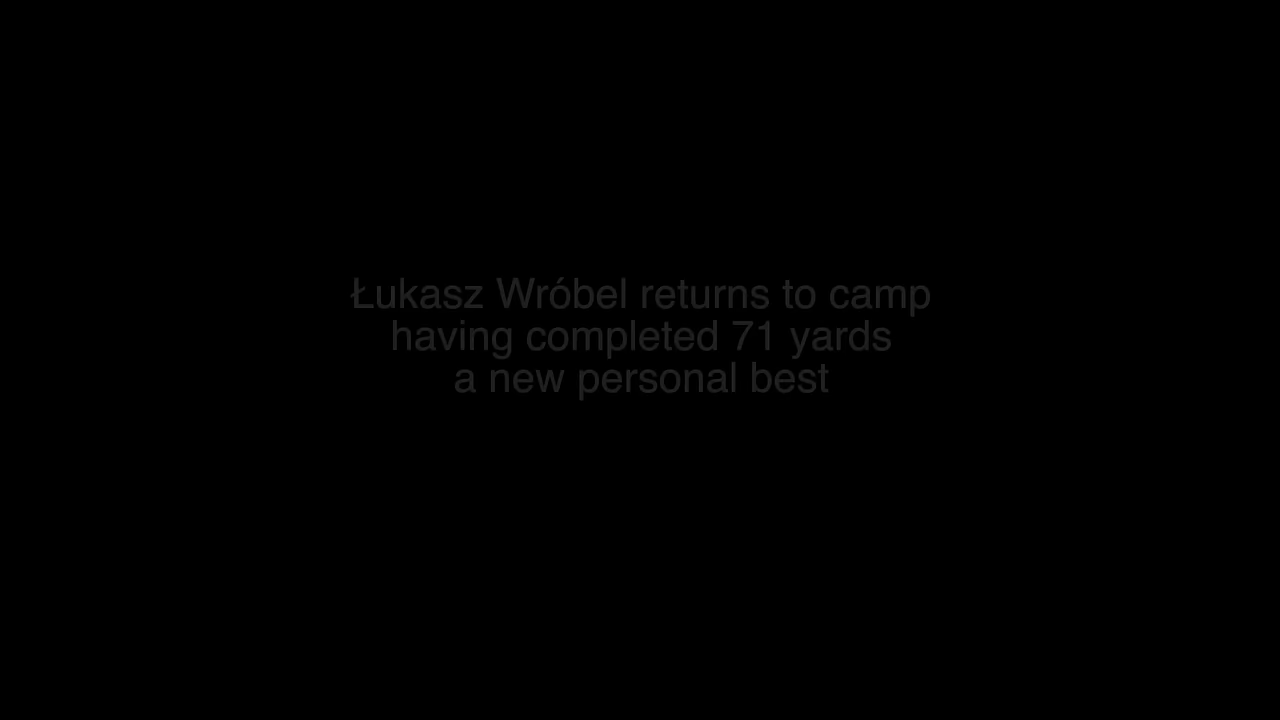 Łukasz Wróbel returns to camp
having completed 71 yards
a new personal best